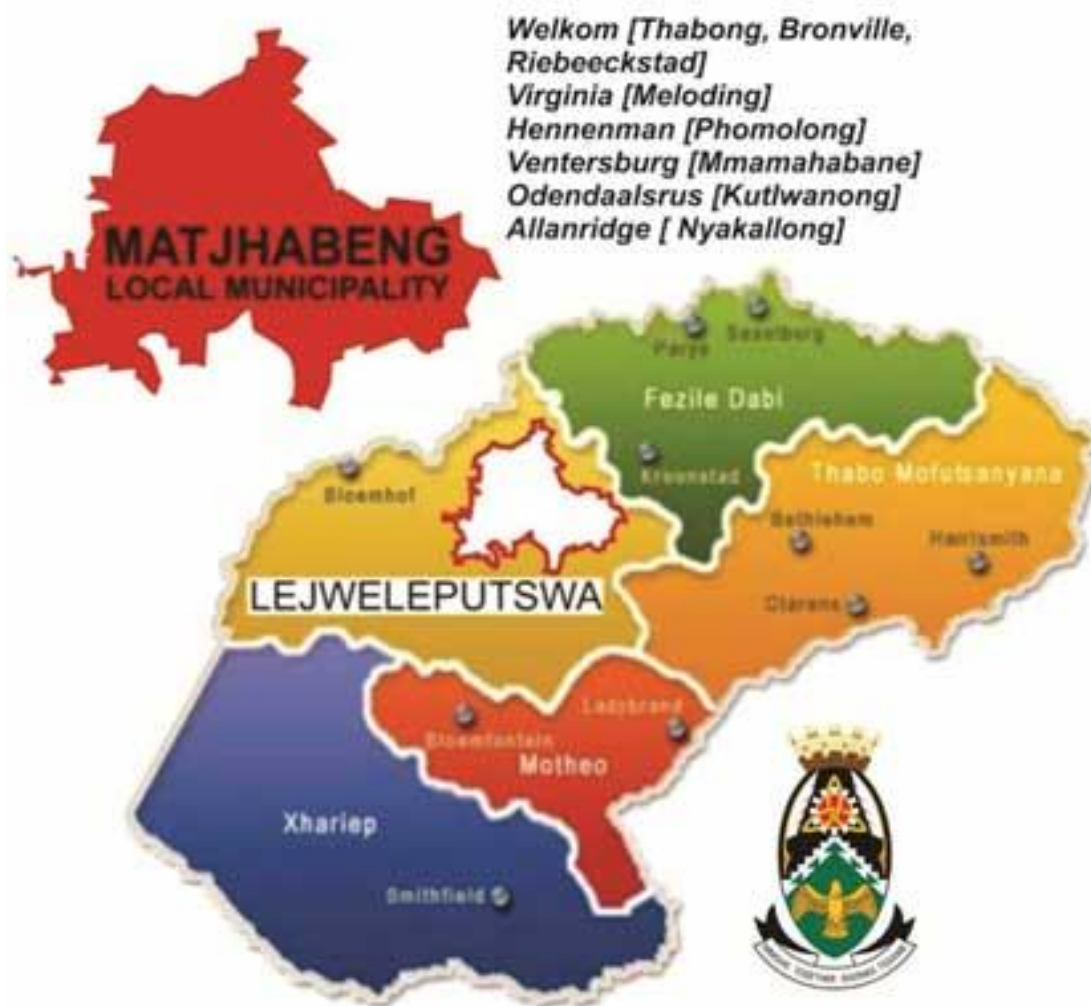 Welkom [Thabong, Bronville,
Riebeeckstad]
Virginia [Meloding]
Hennenman [Phomolong]
Ventersburg [Mmamahabane]
Odendaalsrus [Kutlwanong]
Allanridge [ Nyakallong]
MATJHABENG
LOCAL MUNICIPALITY
Sasolburg
Parys
Fezile Dabi
Kroonstad
Thabo Mofutsanyana
Bloemhof
Bethlehem
Harrismith
LEJWELEPUTSWA
Clarens
Ladybrand
Bloemfontein
Motheo
Xhariep
Smithfield